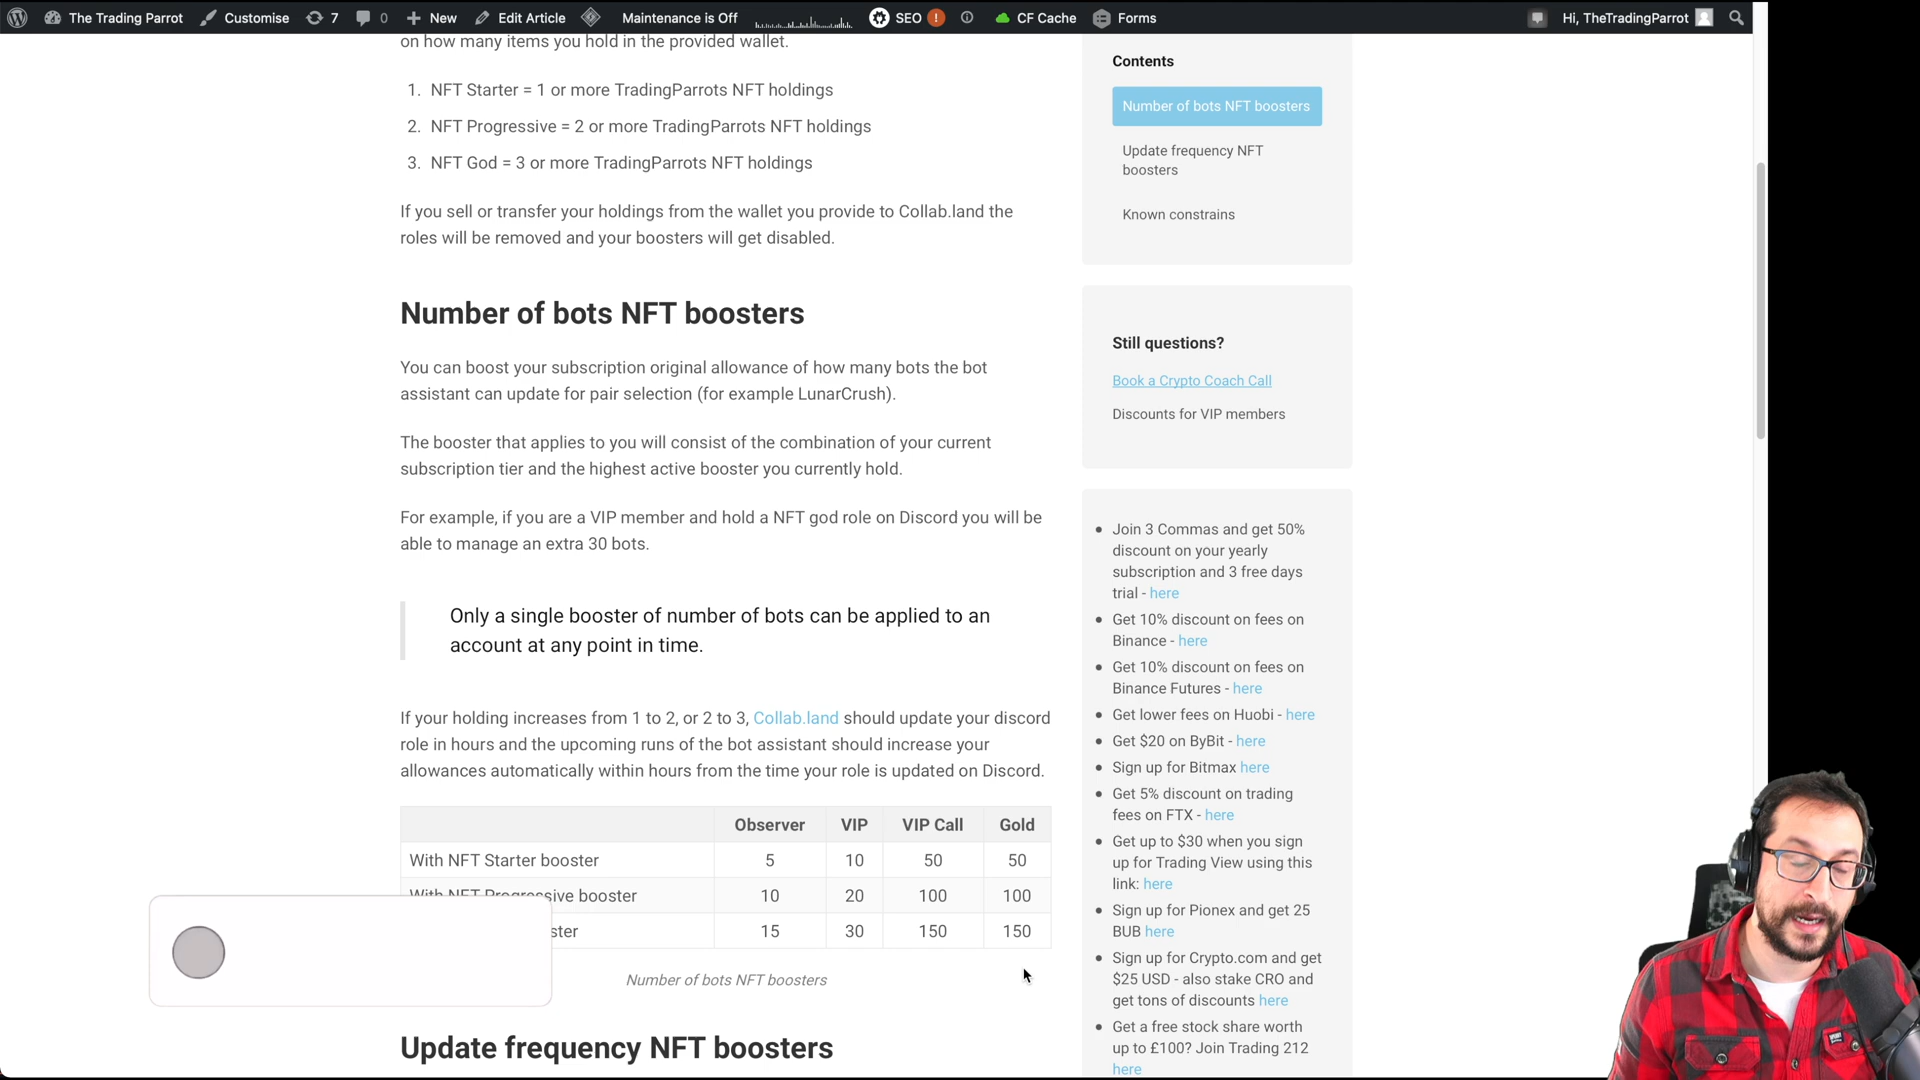 The Trading Parrot Customise 7 0 New Edit Article Maintenance is Off SEO ! CF Cache Forms Hi, TheTradingParrot
on how many items you hold in the provided wallet.
1. NFT Starter = 1 or more TradingParrots NFT holdings
2. NFT Progressive = 2 or more TradingParrots NFT holdings
3. NFT God = 3 or more TradingParrots NFT holdings
If you sell or transfer your holdings from the wallet you provide to Collab.land the
roles will be removed and your boosters will get disabled.
Number of bots NFT boosters
You can boost your subscription original allowance of how many bots the bot
assistant can update for pair selection (for example LunarCrush).
The booster that applies to you will consist of the combination of your current
subscription tier and the highest active booster you currently hold.
For example, if you are a VIP member and hold a NFT god role on Discord you will be
able to manage an extra 30 bots.
Only a single booster of number of bots can be applied to an
account at any point in time.
If your holding increases from 1 to 2, or 2 to 3, Collab.land should update your discord
role in hours and the upcoming runs of the bot assistant should increase your
allowances automatically within hours from the time your role is updated on Discord.
Observer VIP VIP Call Gold
With NFT Starter booster 5 10 50 50
With NFT Progressive booster 10 20 100 100
ster 15 30 150 150
Number of bots NFT boosters
Update frequency NFT boosters
Contents
Number of bots NFT boosters
Update frequency NFT
boosters
Known constrains
Still questions?
Book a Crypto Coach Call
Discounts for VIP members
Join 3 Commas and get 50%
discount on your yearly
subscription and 3 free days
trial - here
Get 10% discount on fees on
Binance - here
Get 10% discount on fees on
Binance Futures - here
Get lower fees on Huobi - here
Get $20 on ByBit - here
Sign up for Bitmax here
Get 5% discount on trading
fees on FTX - here
Get up to $30 when you sign
up for Trading View using this
link: here
Sign up for Pionex and get 25
BUB here
Sign up for Crypto.com and get
$25 USD - also stake CRO and
get tons of discounts here
Get a free stock share worth
up to £100? Join Trading 212
here